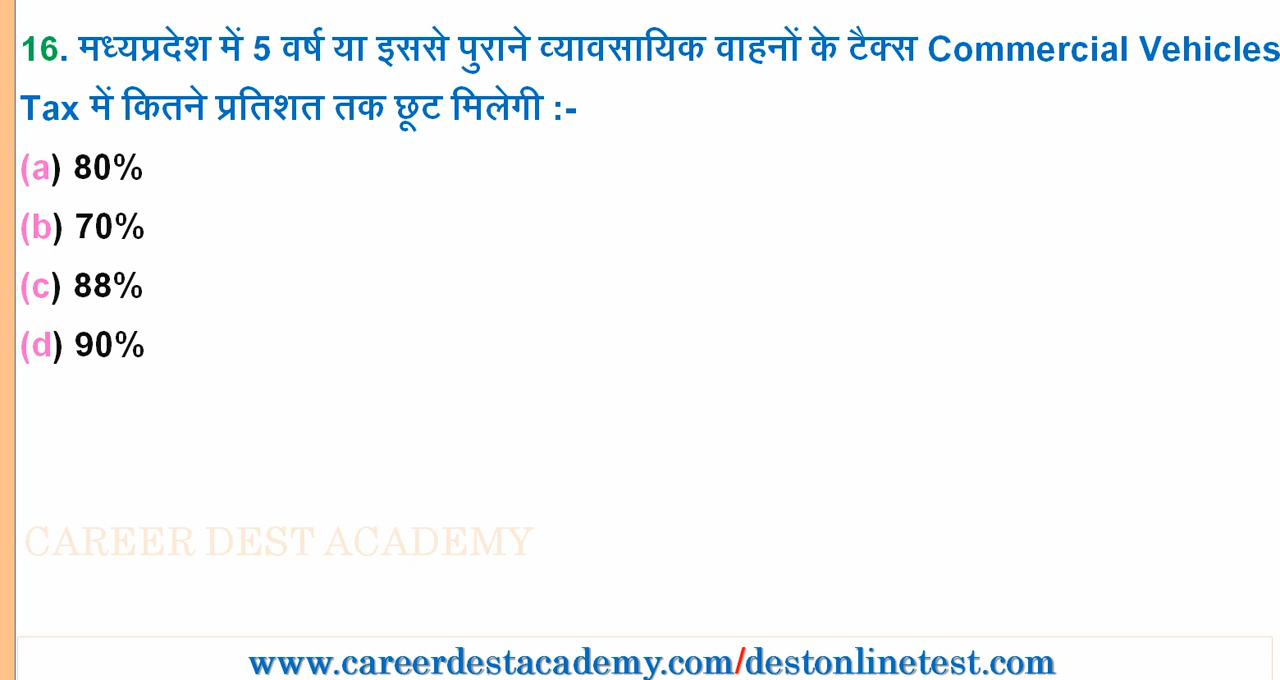 16. मध्यप्रदेश में 5 वर्ष या इससे पुराने व्यावसायिक वाहनों के टैक्स Commercial Vehicles
Tax में कितने प्रतिशत तक छूट मिलेगी :-
(a) 80%
(b) 70%
(c) 88%
(d) 90%
CAREER DEST ACADEMY
www.careerdestacademy.com/destonlinetest.com